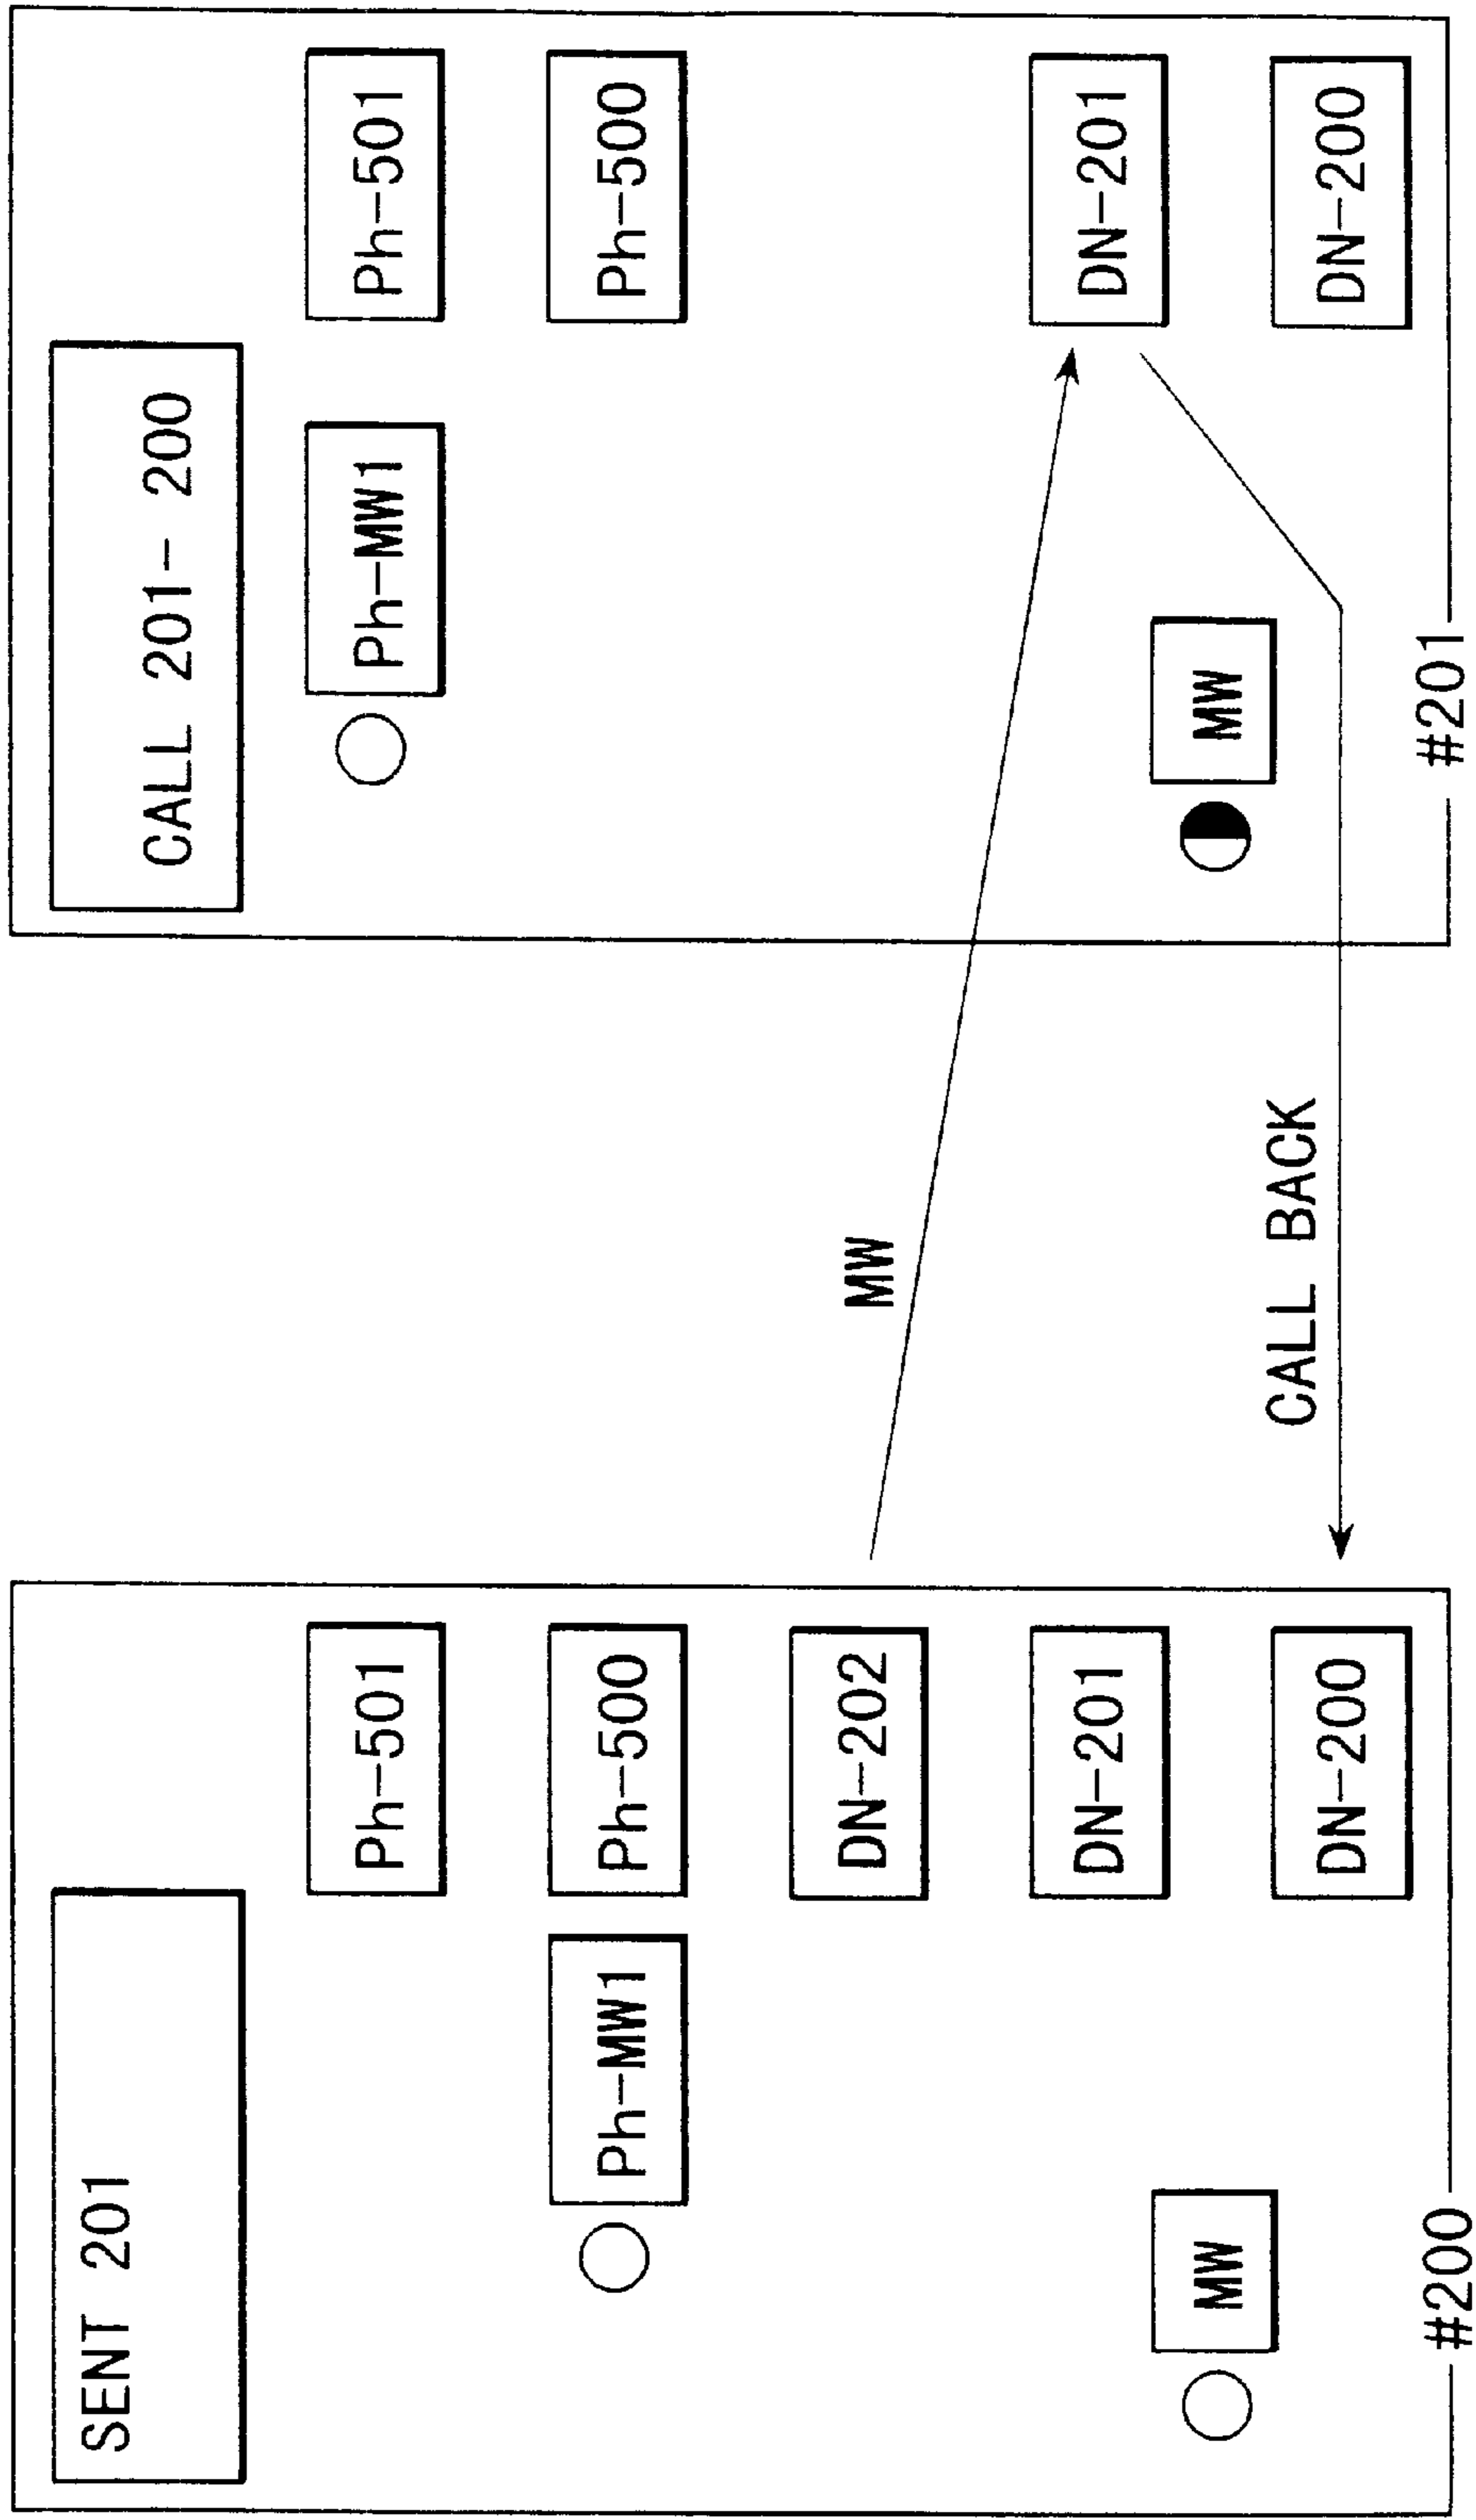 SENT 201
Ph-501
Ph-MW1
Ph-500
DN-202
DN-201
MW
DN-200
#200
MW
CALL BACK
CALL 201- 200
Ph-MW1
Ph-501
Ph-500
DN-201
MW
DN-200
#201